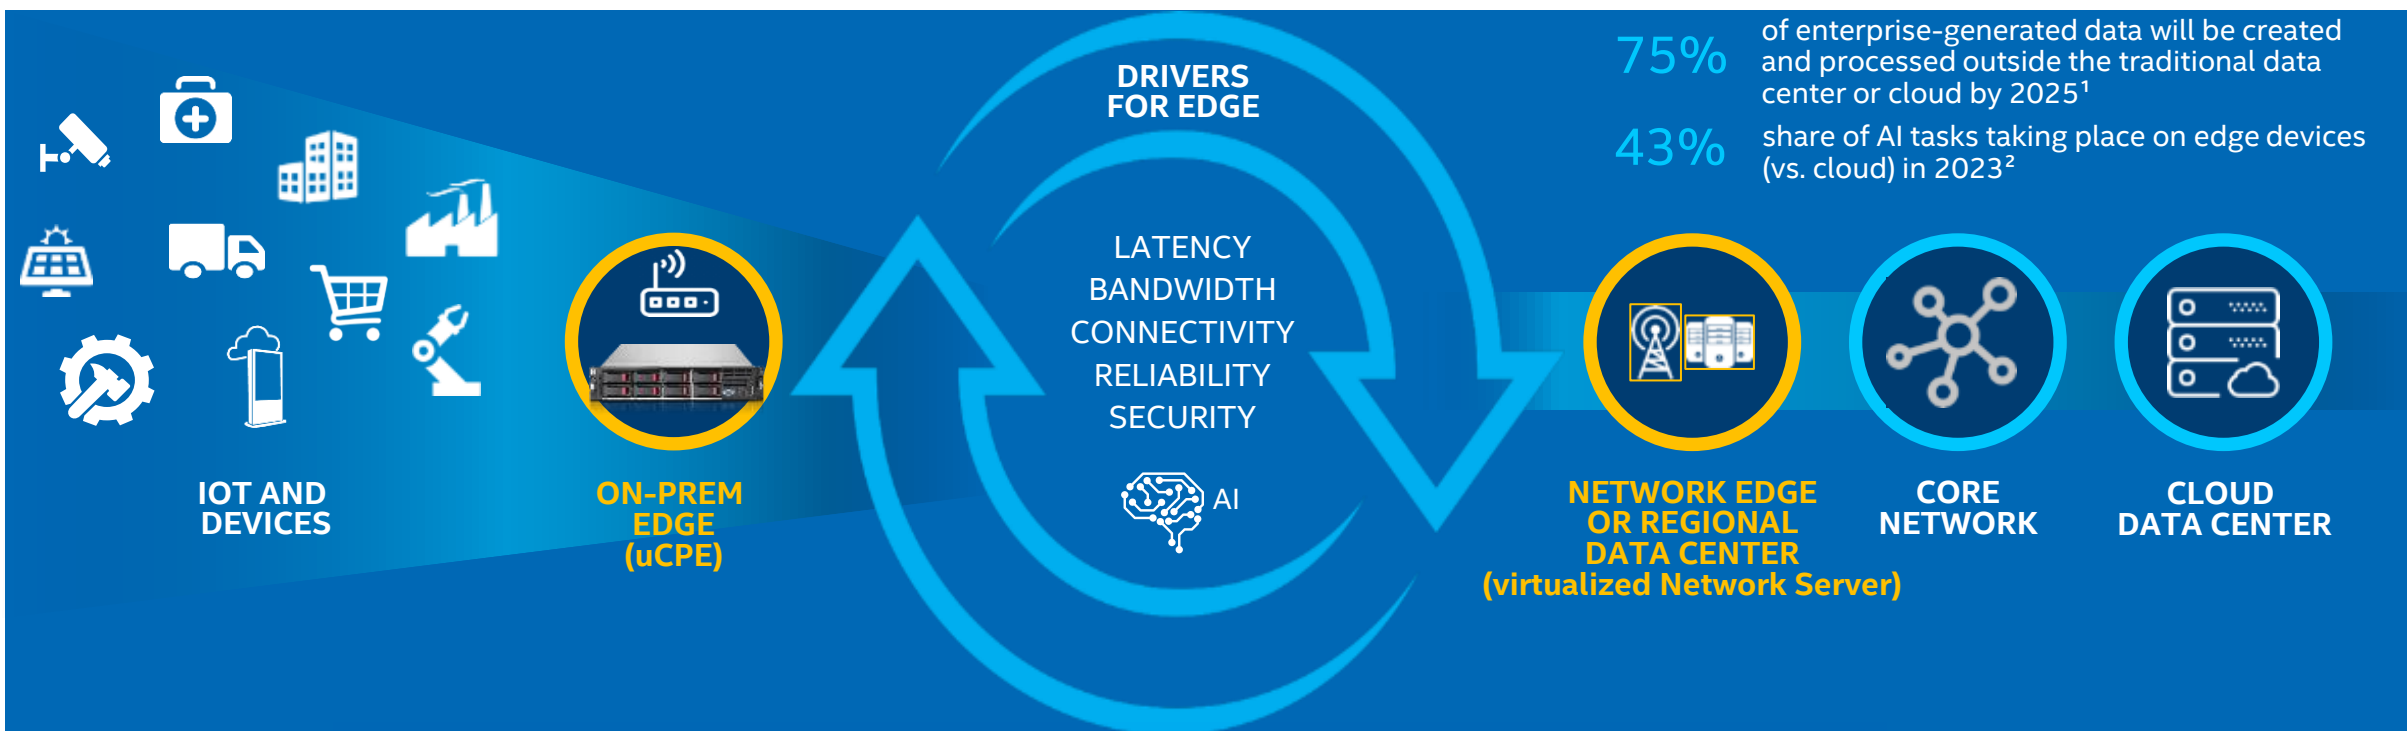 DRIVERS
FOR EDGE
75%
of enterprise-generated data will be created
and processed outside the traditional data
center or cloud by 2025¹
43%
share of AI tasks taking place on edge devices
(vs. cloud) in 2023²
LATENCY
BANDWIDTH
CONNECTIVITY
RELIABILITY
SECURITY
AI
IOT AND
DEVICES
ON-PREM
EDGE
(uCPE)
NETWORK EDGE
OR REGIONAL
DATA CENTER
(virtualized Network Server)
CORE
NETWORK
CLOUD
DATA CENTER